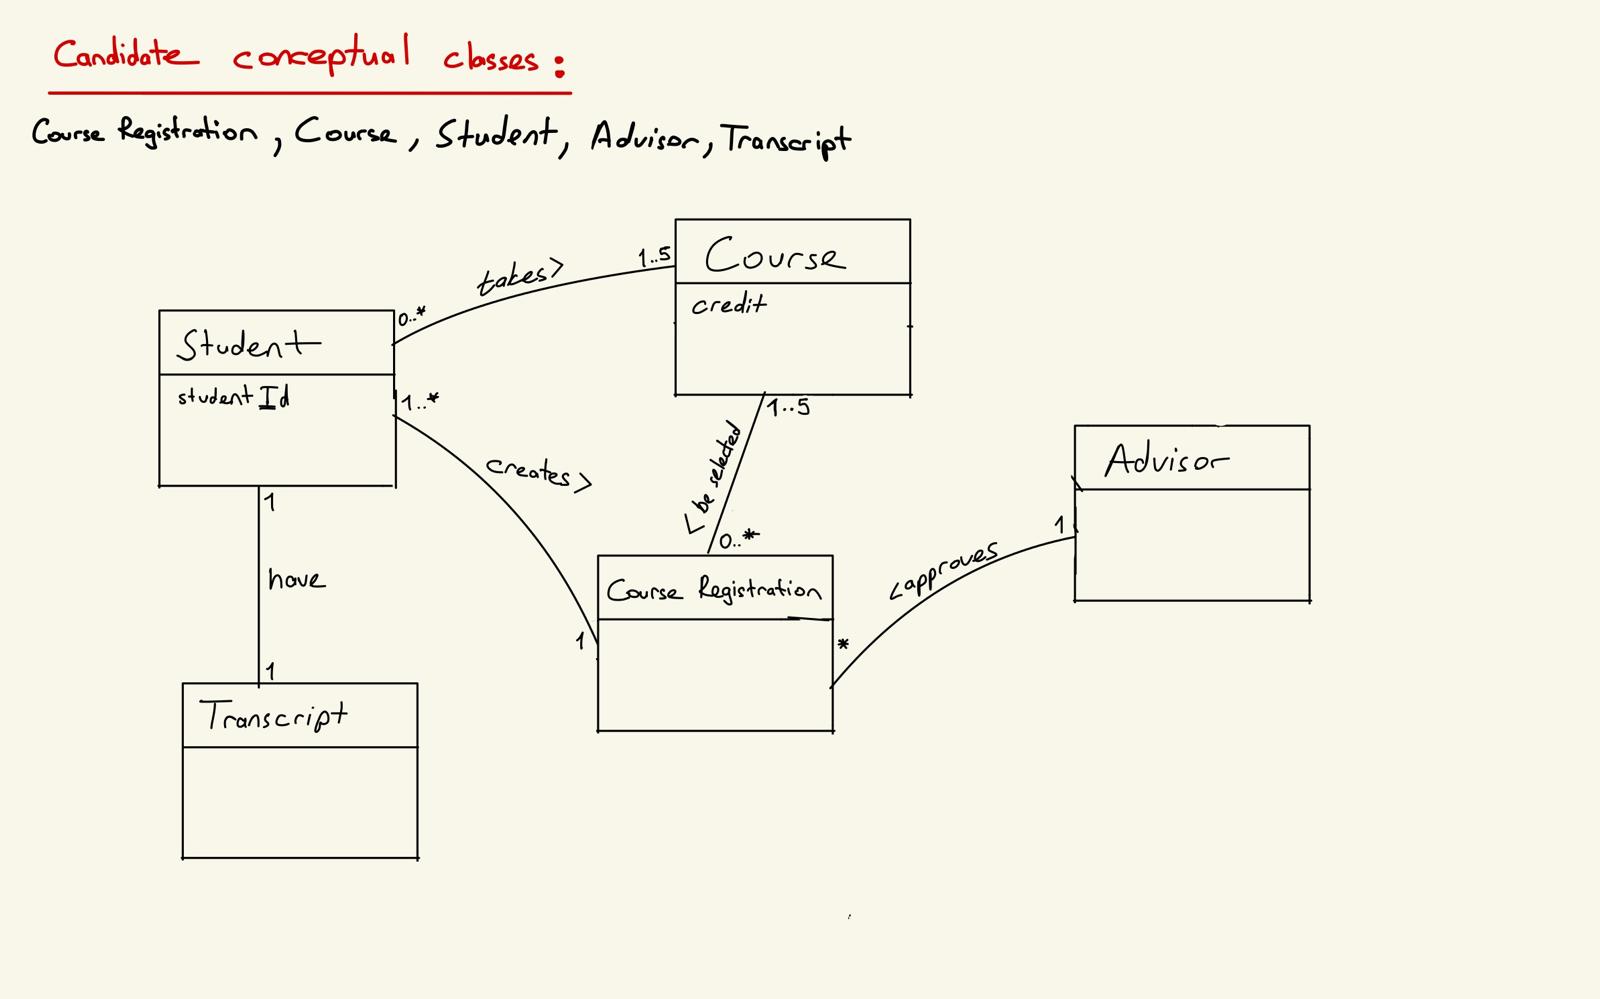 Candidate conceptual classes:
Course Registration, Course, Student, Advisor, Transcript
Course
credit
takes>
1..5
0..*
Student
studentId
1..*
creates>
1..5
<be selected
0..*
Advisor
1
<approves
*
1
have
1
Course Registration
1
Transcript